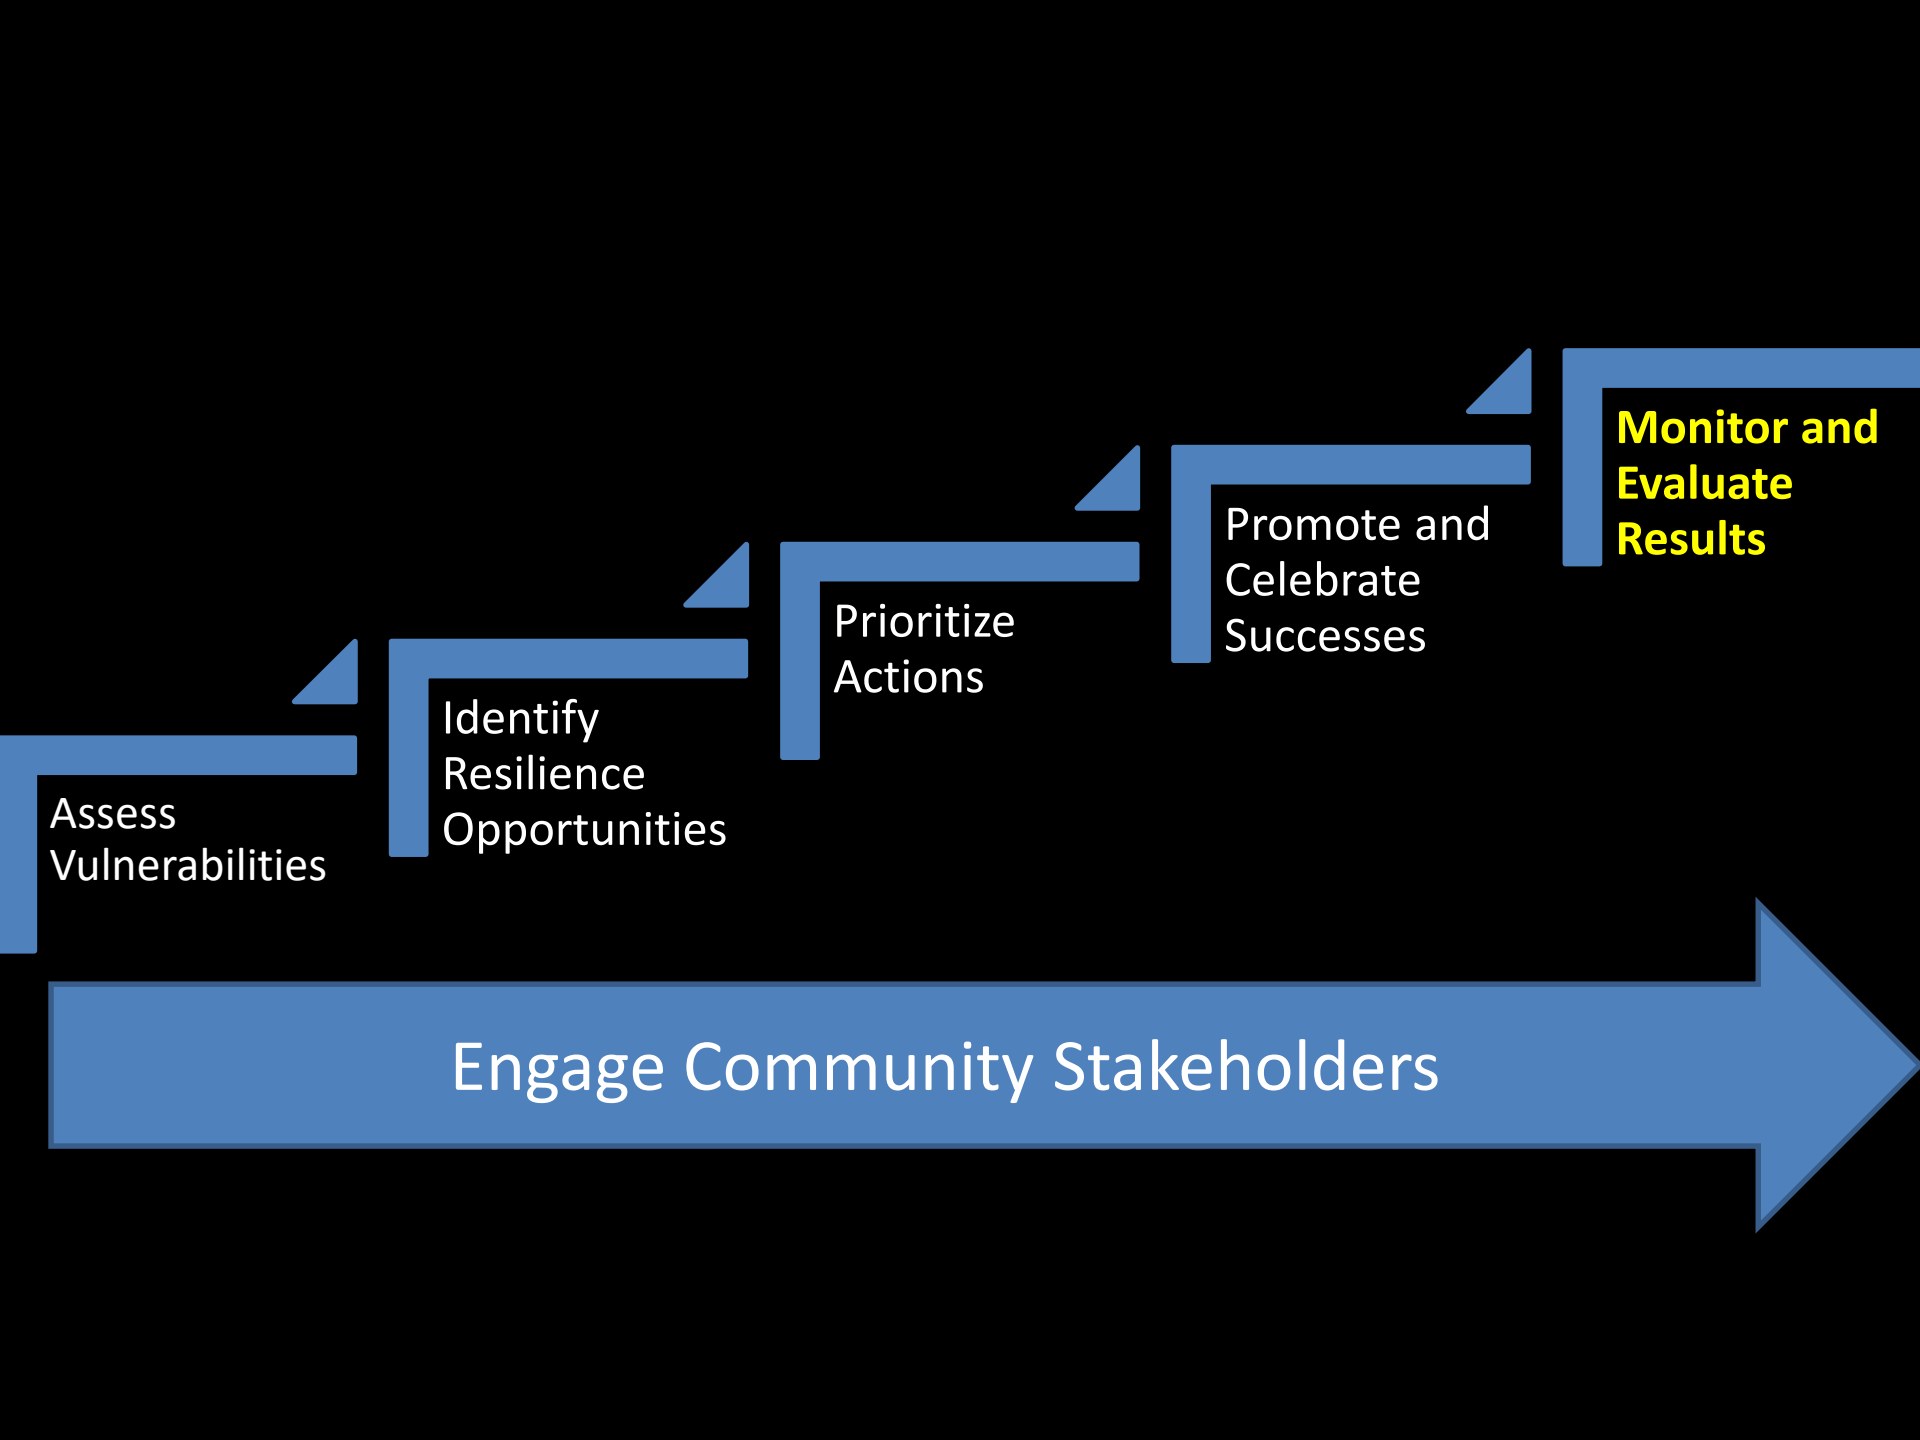 Assess
Vulnerabilities
Identify
Resilience
Opportunities
Prioritize
Actions
Promote and
Celebrate
Successes
Monitor and
Evaluate
Results
Engage Community Stakeholders